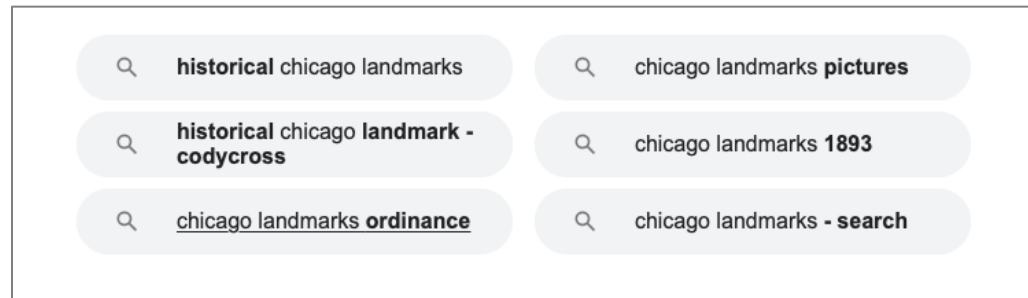 historical chicago landmarks
chicago landmarks pictures
historical chicago landmark -
codycross
chicago landmarks 1893
chicago landmarks ordinance
chicago landmarks - search